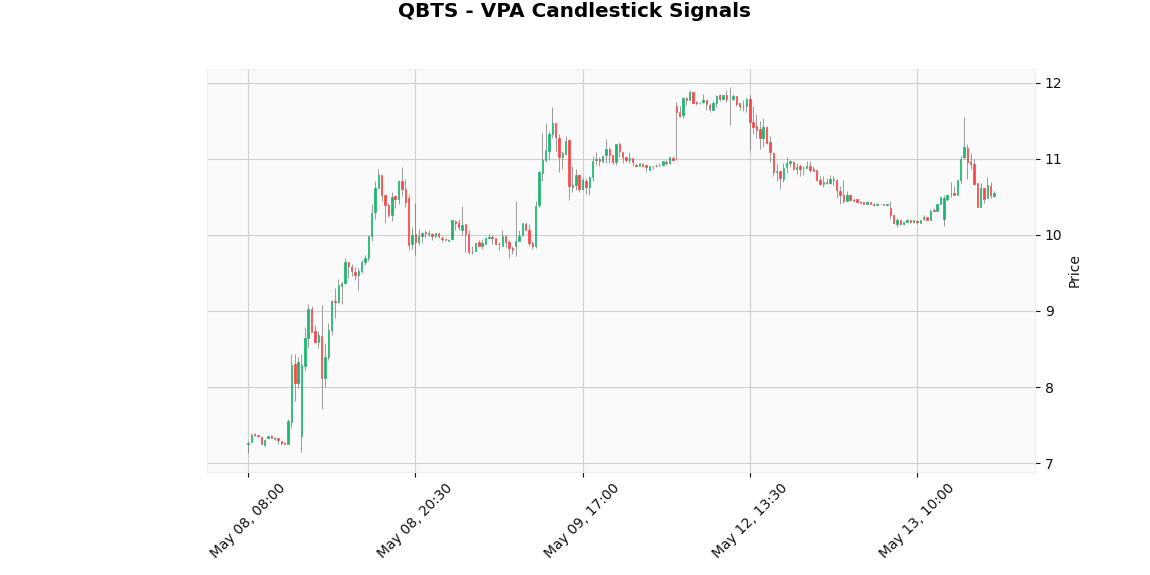 QBTS - VPA Candlestick Signals
12
11
10
9
8
7
Price
May 08, 08:00
May 08, 20:30
May 09, 17:00
May 12, 13:30
May 13, 10:00